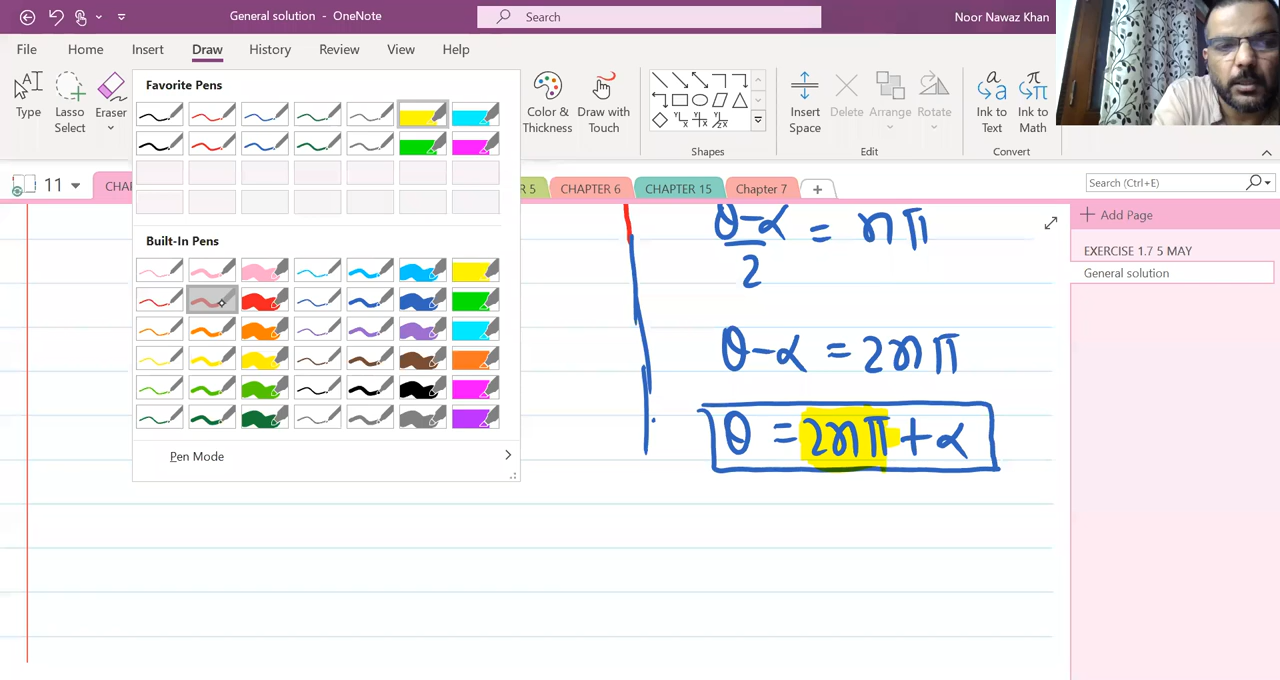 General solution - OneNote
Search
Noor Nawaz Khan
File Home Insert Draw History Review View Help
Favorite Pens
Type
Lasso Select
Eraser
Color & Thickness
Draw with Touch
Insert Space
Delete
Arrange
Rotate
Ink to Text
Ink to Math
Shapes
Edit
Convert
11
CHAP
R 5
CHAPTER 6
CHAPTER 15
Chapter 7
Search (Ctrl+E)
Add Page
EXERCISE 1.7 5 MAY
General solution
Built-In Pens
Pen Mode
θ-α/2 = nπ
θ-α = 2nπ
θ = 2nπ+α